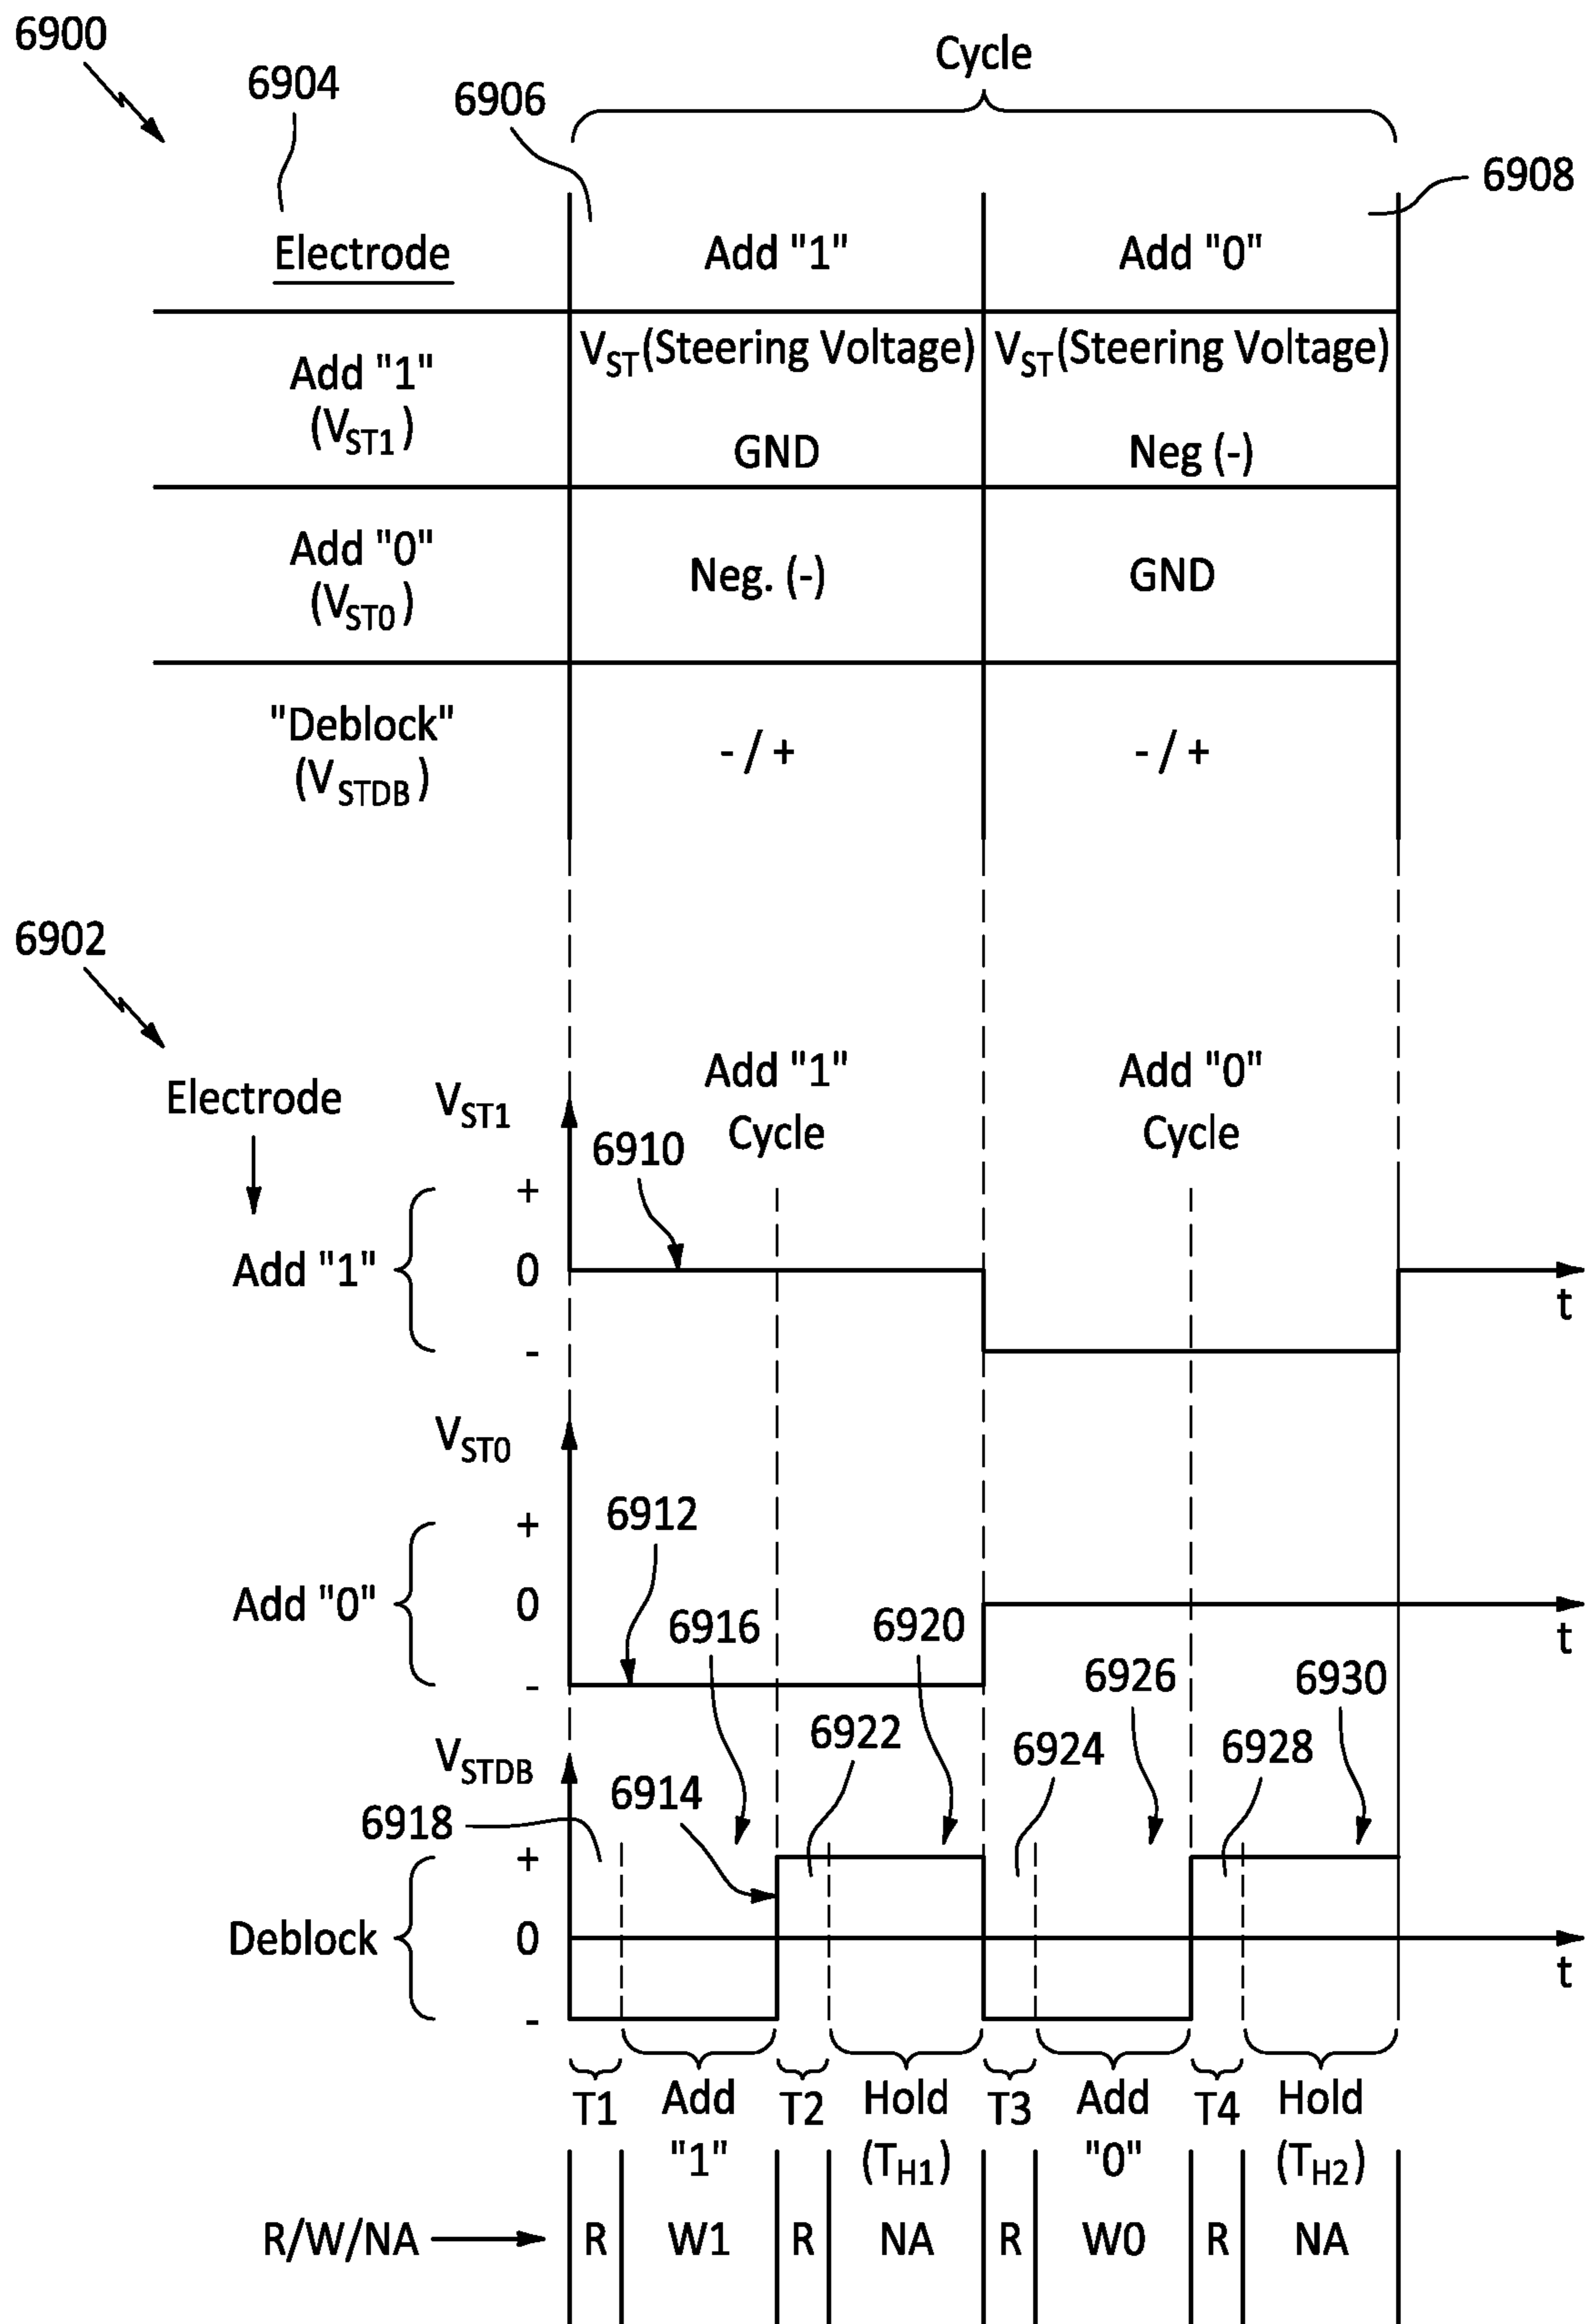 6900
Cycle
6904
6906
6908
Electrode
Add "1"
Add "0"
Add "1"
(VST1)
VST(Steering Voltage)
GND
VST(Steering Voltage)
Neg (-)
Add "0"
(VST0)
Neg. (-)
GND
"Deblock"
(VSTDB)
- / +
- / +
6902
Electrode
VST1
Add "1"
Cycle
Add "0"
Cycle
6910
+
Add "1"
0
-
t
VST0
6912
+
Add "0"
0
-
t
6916
6920
6926
6930
VSTDB
6922
6924
6928
6914
6918
+
Deblock
0
-
t
T1
Add
"1"
T2
Hold
(TH1)
T3
Add
"0"
T4
Hold
(TH2)
R/W/NA
R
W1
R
NA
R
W0
R
NA